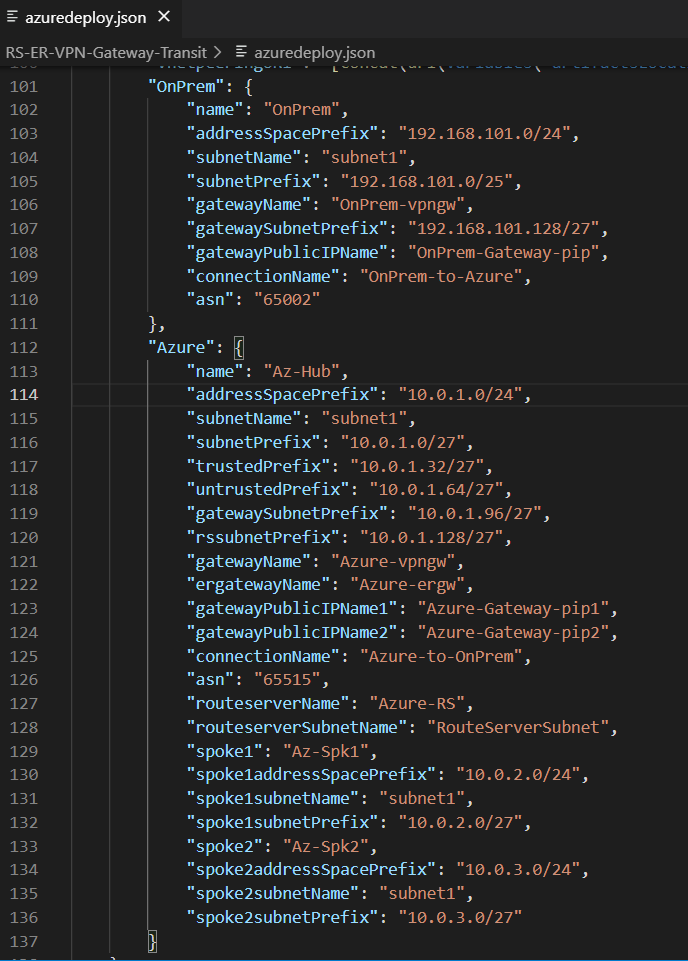 azuredeploy.json
RS-ER-VPN-Gateway-Transit > azuredeploy.json
101 "OnPrem": {
102 "name": "OnPrem",
103 "addressSpacePrefix": "192.168.101.0/24",
104 "subnetName": "subnet1",
105 "subnetPrefix": "192.168.101.0/25",
106 "gatewayName": "OnPrem-vpngw",
107 "gatewaySubnetPrefix": "192.168.101.128/27",
108 "gatewayPublicIPName": "OnPrem-Gateway-pip",
109 "connectionName": "OnPrem-to-Azure",
110 "asn": "65002"
111 },
112 "Azure": {
113 "name": "Az-Hub",
114 "addressSpacePrefix": "10.0.1.0/24",
115 "subnetName": "subnet1",
116 "subnetPrefix": "10.0.1.0/27",
117 "trustedPrefix": "10.0.1.32/27",
118 "untrustedPrefix": "10.0.1.64/27",
119 "gatewaySubnetPrefix": "10.0.1.96/27",
120 "rssubnetPrefix": "10.0.1.128/27",
121 "gatewayName": "Azure-vpngw",
122 "ergatewayName": "Azure-ergw",
123 "gatewayPublicIPName1": "Azure-Gateway-pip1",
124 "gatewayPublicIPName2": "Azure-Gateway-pip2",
125 "connectionName": "Azure-to-OnPrem",
126 "asn": "65515",
127 "routeserverName": "Azure-RS",
128 "routeserverSubnetName": "RouteServerSubnet",
129 "spoke1": "Az-Spk1",
130 "spoke1addressSpacePrefix": "10.0.2.0/24",
131 "spoke1subnetName": "subnet1",
132 "spoke1subnetPrefix": "10.0.2.0/27",
133 "spoke2": "Az-Spk2",
134 "spoke2addressSpacePrefix": "10.0.3.0/24",
135 "spoke2subnetName": "subnet1",
136 "spoke2subnetPrefix": "10.0.3.0/27"
137 }